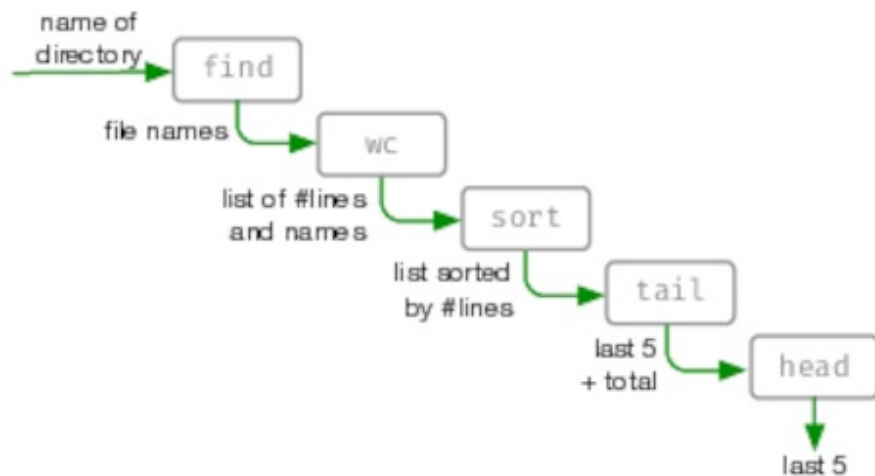 name of
directory
find
file names
wc
list of #lines
and names
sort
list sorted
by #lines
tail
last 5
+ total
head
last 5